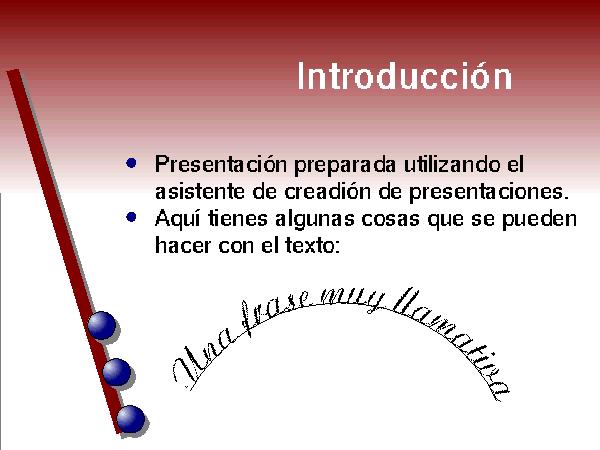 Introducción
Presentación preparada utilizando el
asistente de creadión de presentaciones.
Aquí tienes algunas cosas que se pueden
hacer con el texto:
Una frase muy llamativa